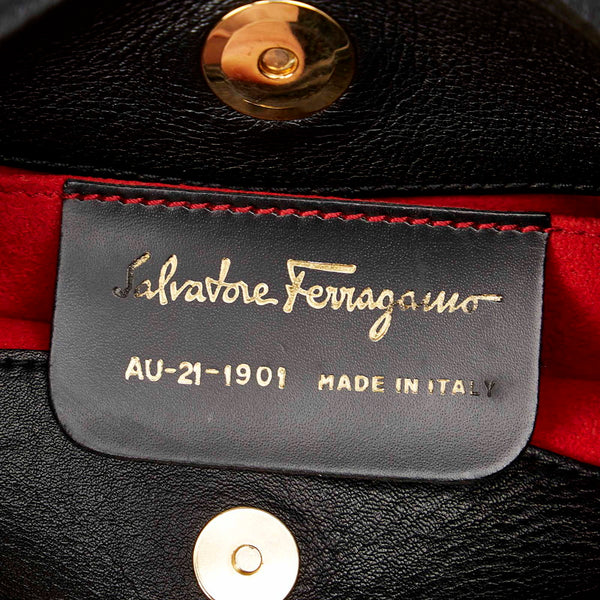 Salvatore Ferragamo
AU-21-1901 MADE IN ITALY